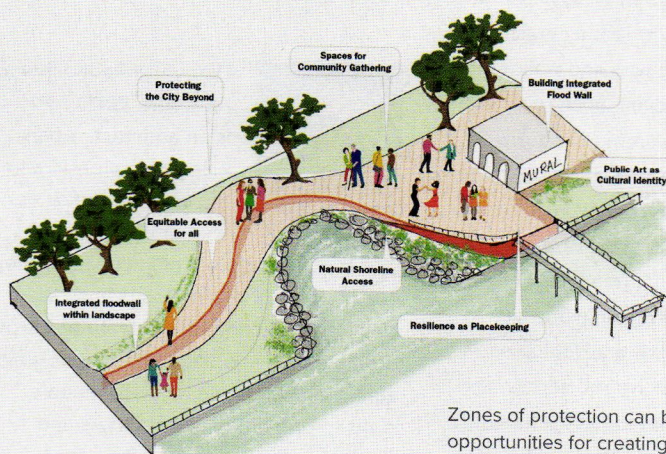 Spaces for
Community Gathering
Protecting
the City Beyond
Building Integrated
Flood Wall
MURAL
Public Art as
Cultural Identity
Equitable Access
for all
Natural Shoreline
Access
Integrated floodwall
within landscape
Resilience as Placekeeping
Zones of protection can
opportunities for creating